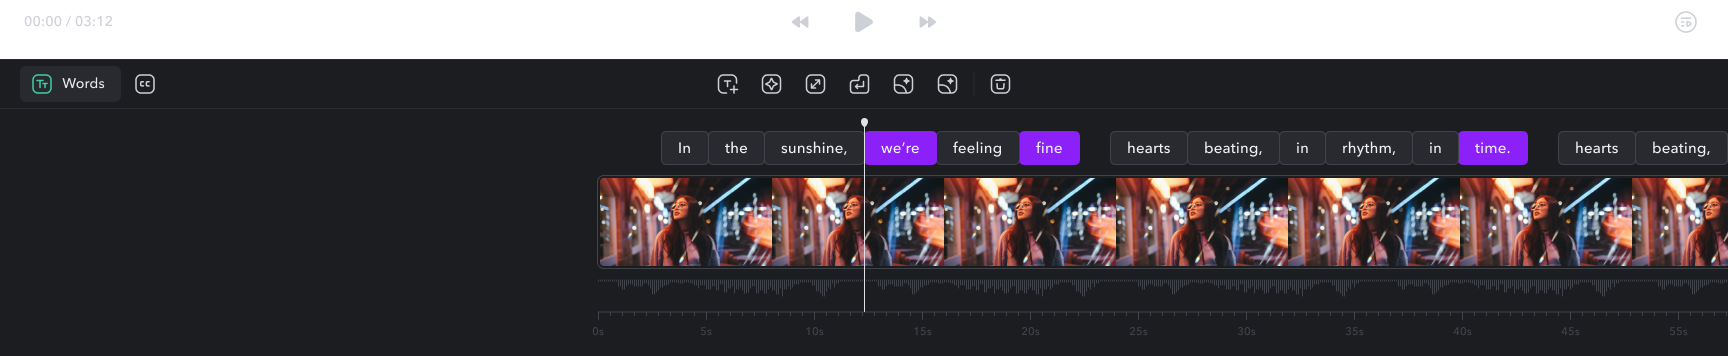 00:00 / 03:12
Words CC
In the sunshine, we're feeling fine hearts beating, in rhythm, in time. hearts beating,
0s 5s 10s 15s 20s 25s 30s 35s 40s 45s 50s 55s